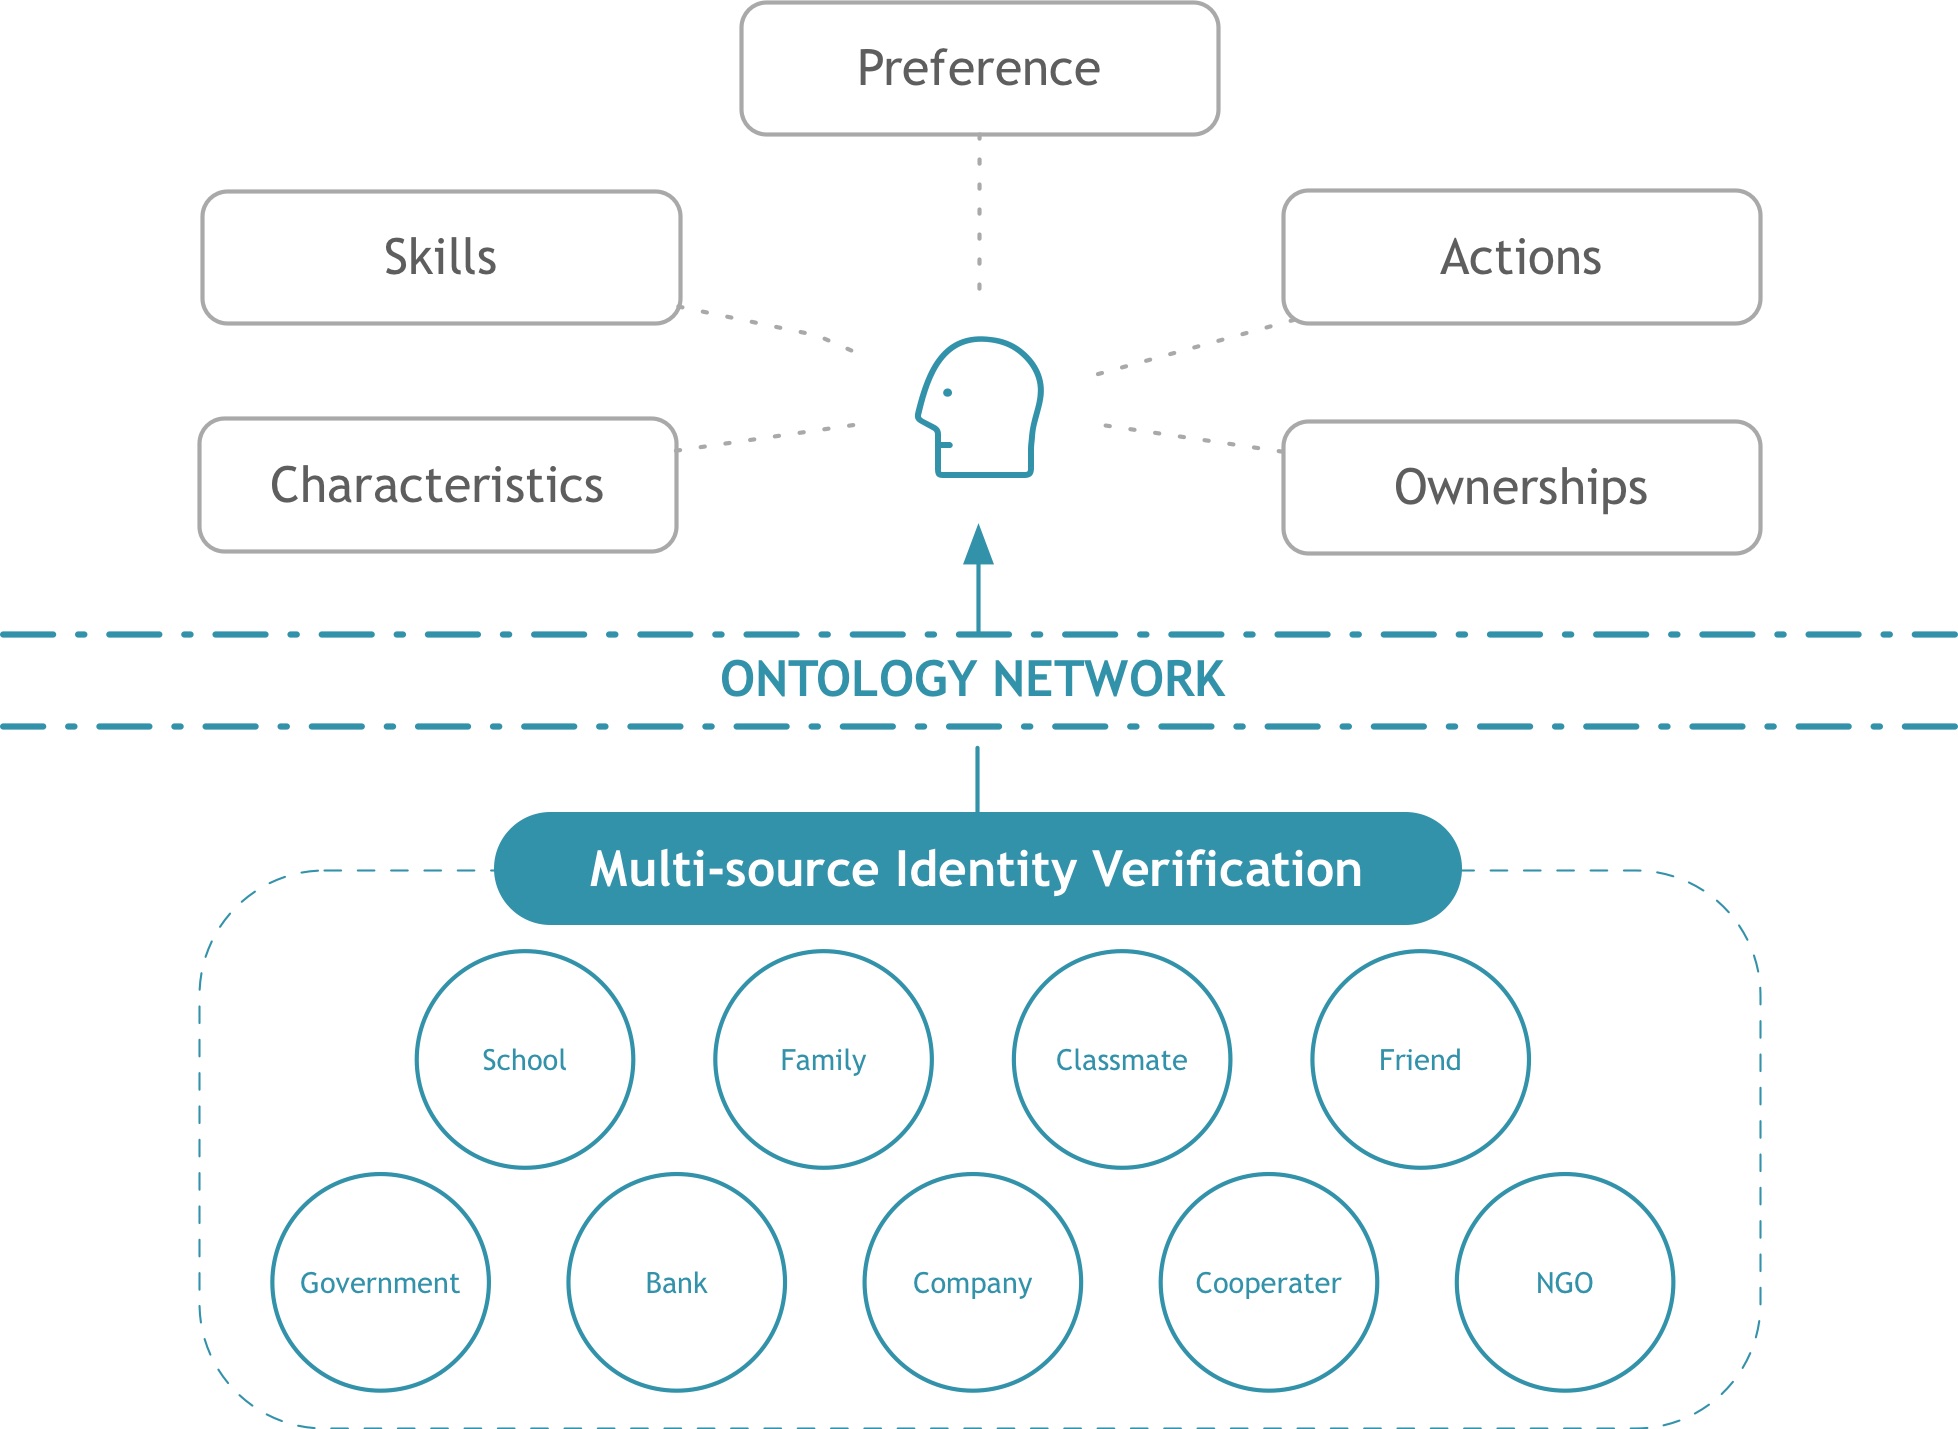 Preference
Skills
Actions
Characteristics
Ownerships
ONTOLOGY NETWORK
Multi-source Identity Verification
School
Family
Classmate
Friend
Government
Bank
Company
Cooperater
NGO